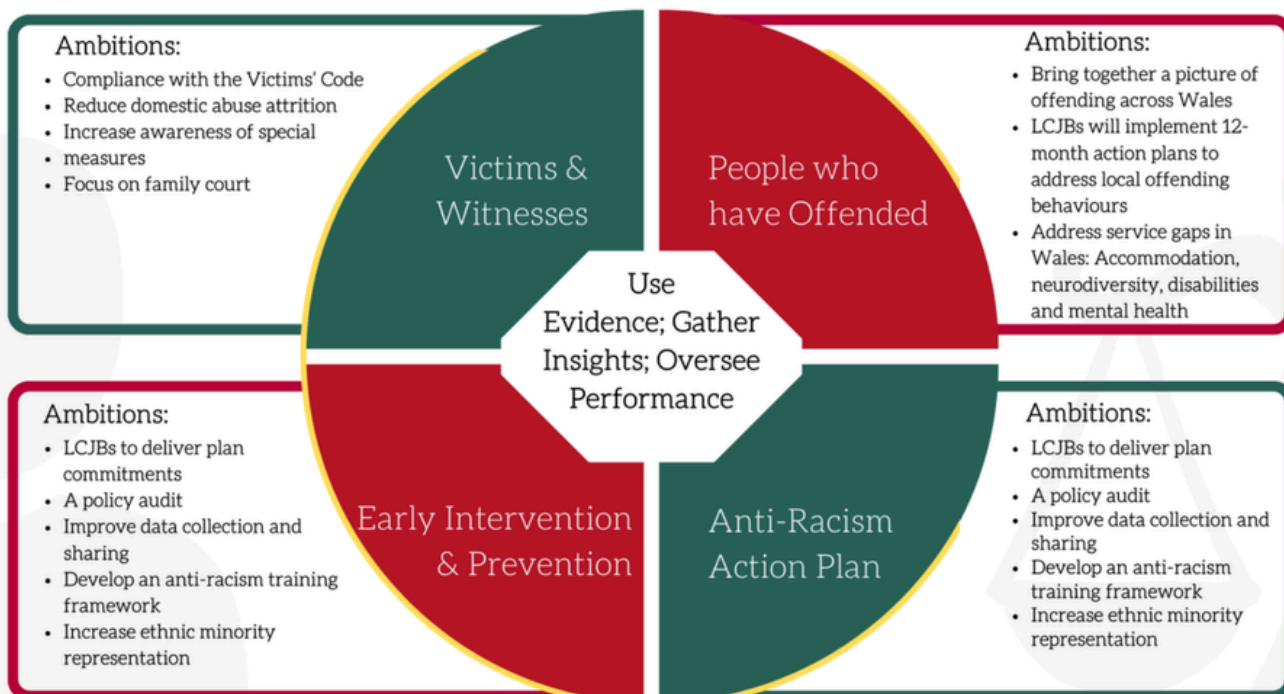 Ambitions:
• Compliance with the Victims' Code
• Reduce domestic abuse attrition
• Increase awareness of special
• measures
• Focus on family court
Victims &
Witnesses
People who
have Offended
Ambitions:
• Bring together a picture of
offending across Wales
• LCJBs will implement 12-
month action plans to
address local offending
behaviours
• Address service gaps in
Wales: Accommodation,
neurodiversity, disabilities
and mental health
Use
Evidence; Gather
Insights; Oversee
Performance
Ambitions:
• LCJBs to deliver plan
commitments
• A policy audit
• Improve data collection and
sharing
• Develop an anti-racism training
framework
• Increase ethnic minority
representation
Early Intervention
& Prevention
Anti-Racism
Action Plan
Ambitions:
• LCJBs to deliver plan
commitments
• A policy audit
• Improve data collection and
sharing
• Develop an anti-racism
training framework
• Increase ethnic minority
representation